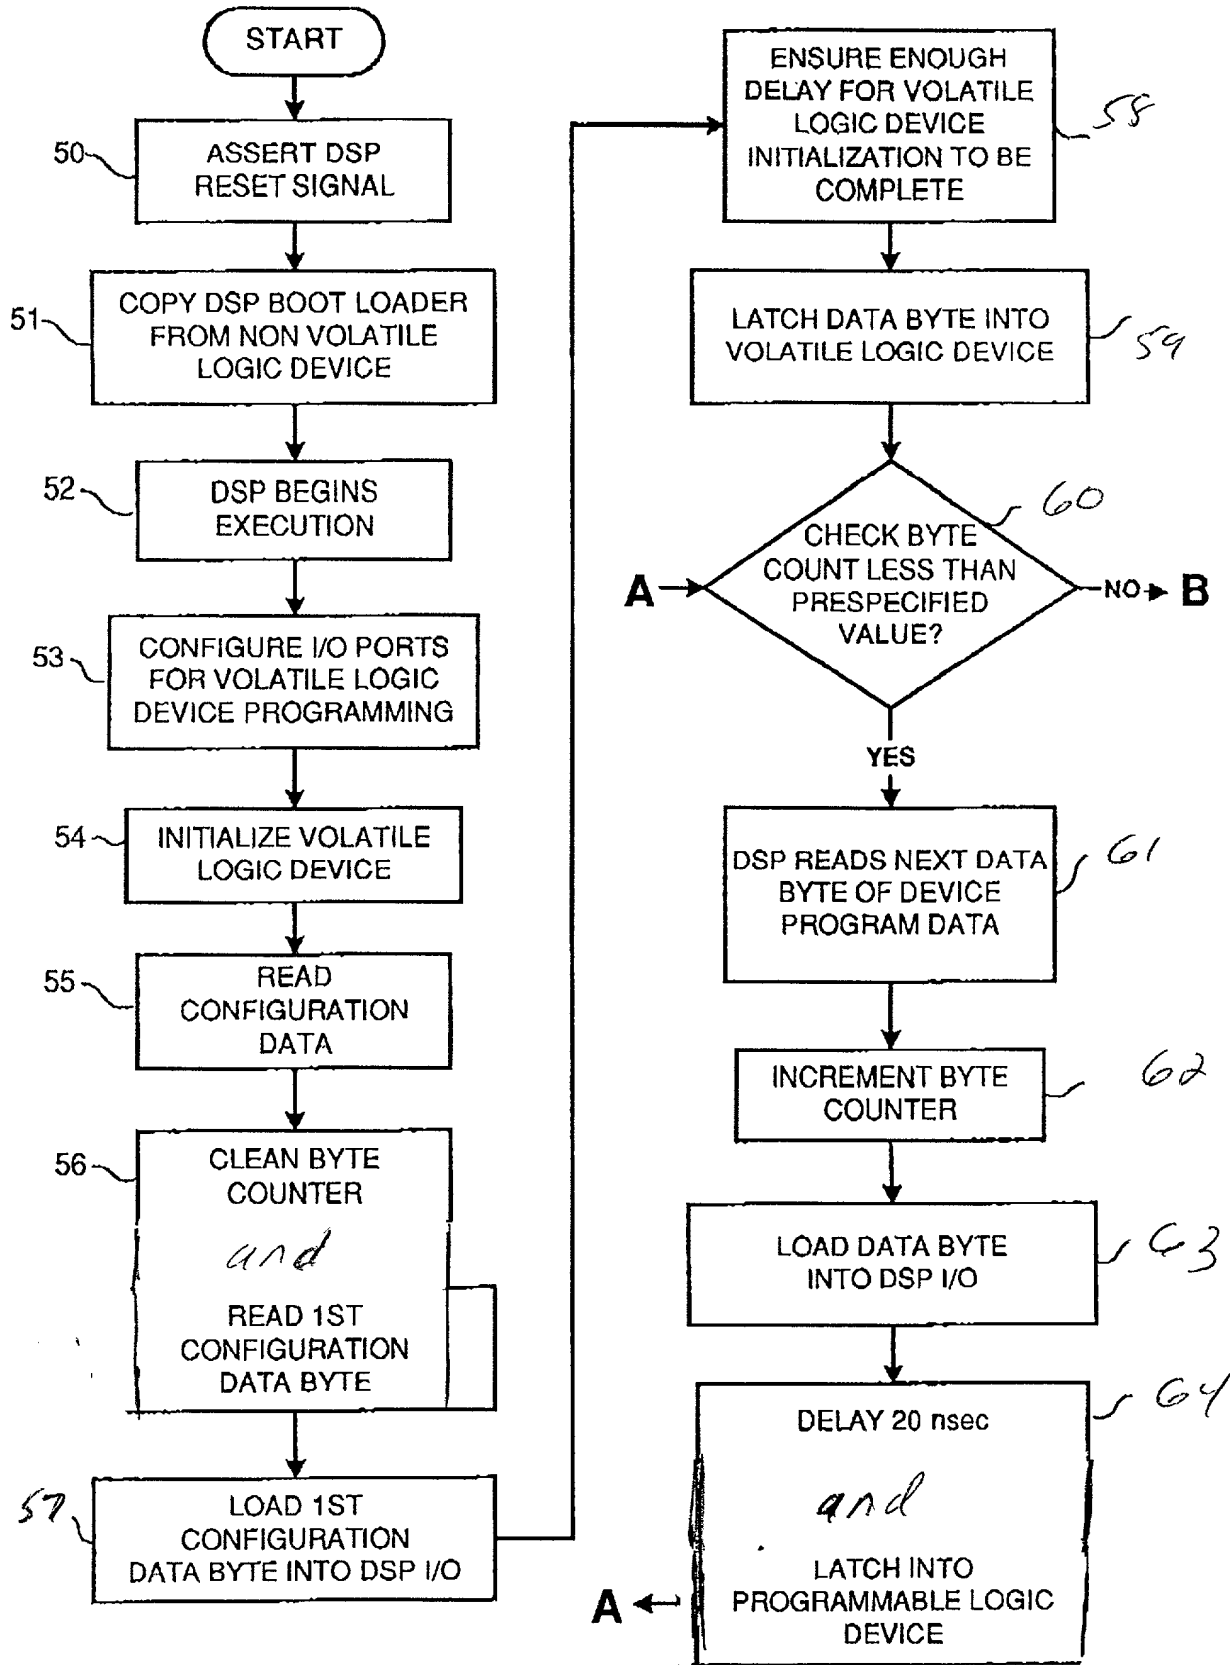 START
50
ASSERT DSP
RESET SIGNAL
51
COPY DSP BOOT LOADER
FROM NON VOLATILE
LOGIC DEVICE
52
DSP BEGINS
EXECUTION
53
CONFIGURE I/O PORTS
FOR VOLATILE LOGIC
DEVICE PROGRAMMING
54
INITIALIZE VOLATILE
LOGIC DEVICE
55
READ
CONFIGURATION
DATA
56
CLEAN BYTE
COUNTER
and
READ 1ST
CONFIGURATION
DATA BYTE
57
LOAD 1ST
CONFIGURATION
DATA BYTE INTO DSP I/O
ENSURE ENOUGH
DELAY FOR VOLATILE
LOGIC DEVICE
INITIALIZATION TO BE
COMPLETE
58
LATCH DATA BYTE INTO
VOLATILE LOGIC DEVICE
59
60
CHECK BYTE
COUNT LESS THAN
PRESPECIFIED
VALUE?
A
NO
B
YES
DSP READS NEXT DATA
BYTE OF DEVICE
PROGRAM DATA
61
INCREMENT BYTE
COUNTER
62
LOAD DATA BYTE
INTO DSP I/O
63
DELAY 20 nsec
64
and
LATCH INTO
PROGRAMMABLE LOGIC
DEVICE
A